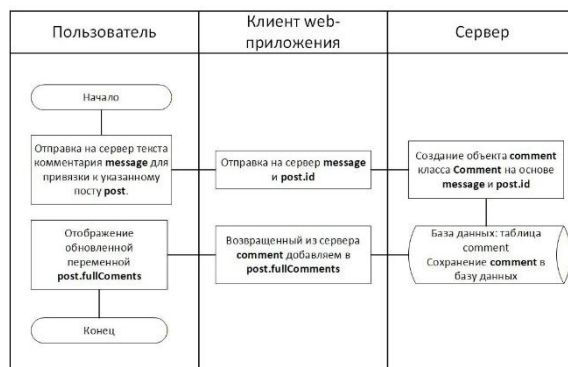 Пользователь
Клиент web-
приложения
Сервер
Начало
Отправка на сервер текста
комментария message для
привязки к указанному
посту post.
Отправка на сервер message
и post.id
Создание объекта comment
класса Comment на основе
message и post.id
Отображение
обновленной
переменной
post.fullComents
Возвращенный из сервера
comment добавляем в
post.fullComments
База данных: таблица
comment
Сохранение comment в
базу данных
Конец